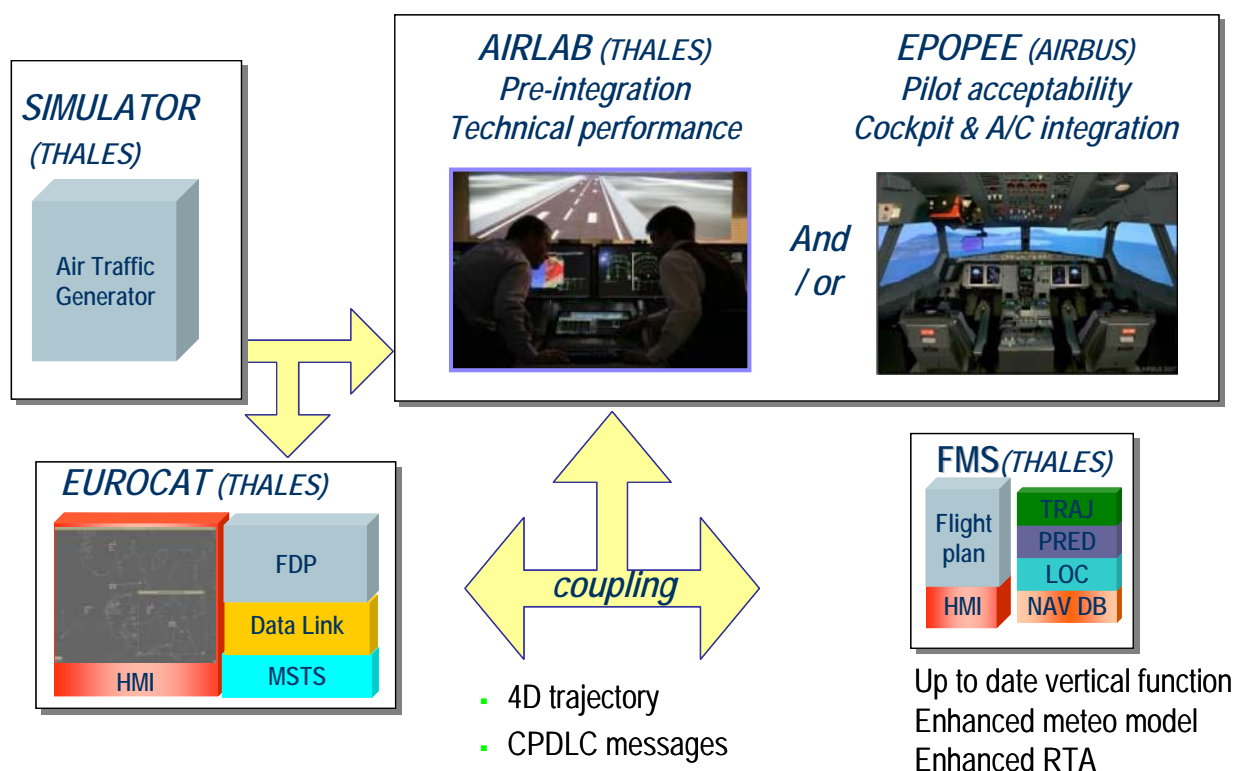 SIMULATOR
(THALES)
Air Traffic
Generator
AIRLAB (THALES)
Pre-integration
Technical performance
EPOPEE (AIRBUS)
Pilot acceptability
Cockpit & A/C integration
And
/ or
EUROCAT (THALES)
FDP
Data Link
MSTS
HMI
coupling
4D trajectory
CPDLC messages
FMS(THALES)
Flight
plan
HMI
TRAJ
PRED
LOC
NAV DB
Up to date vertical function
Enhanced meteo model
Enhanced RTA